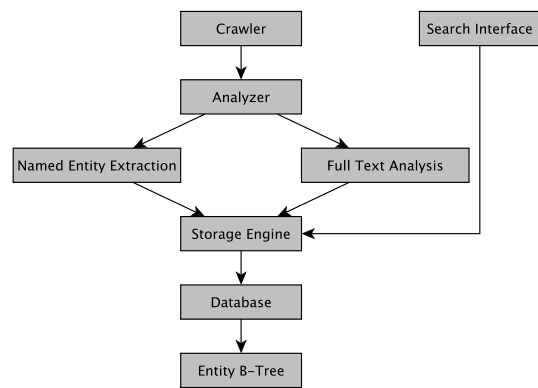 Crawler
Search Interface
Analyzer
Named Entity Extraction
Full Text Analysis
Storage Engine
Database
Entity B-Tree